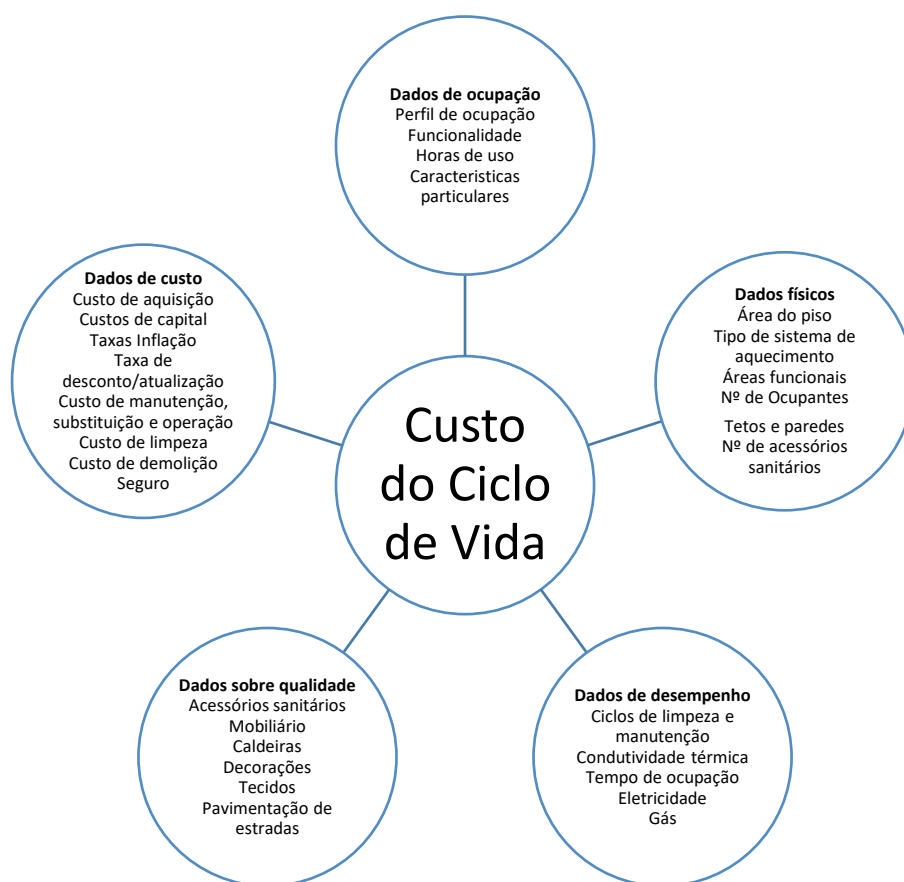 Dados de ocupação
Perfil de ocupação
Funcionalidade
Horas de uso
Caracteristicas
particulares
Dados de custo
Custo de aquisição
Custos de capital
Taxas Inflação
Taxa de
desconto/atualização
Custo de manutenção,
substituição e operação
Custo de limpeza
Custo de demolição
Seguro
Dados físicos
Área do piso
Tipo de sistema de
aquecimento
Áreas funcionais
Nº de Ocupantes
Tetos e paredes
Nº de acessórios
sanitários
Custo
do Ciclo
de Vida
Dados sobre qualidade
Acessórios sanitários
Mobiliário
Caldeiras
Decorações
Tecidos
Pavimentação de
estradas
Dados de desempenho
Ciclos de limpeza e
manutenção
Condutividade térmica
Tempo de ocupação
Eletricidade
Gás